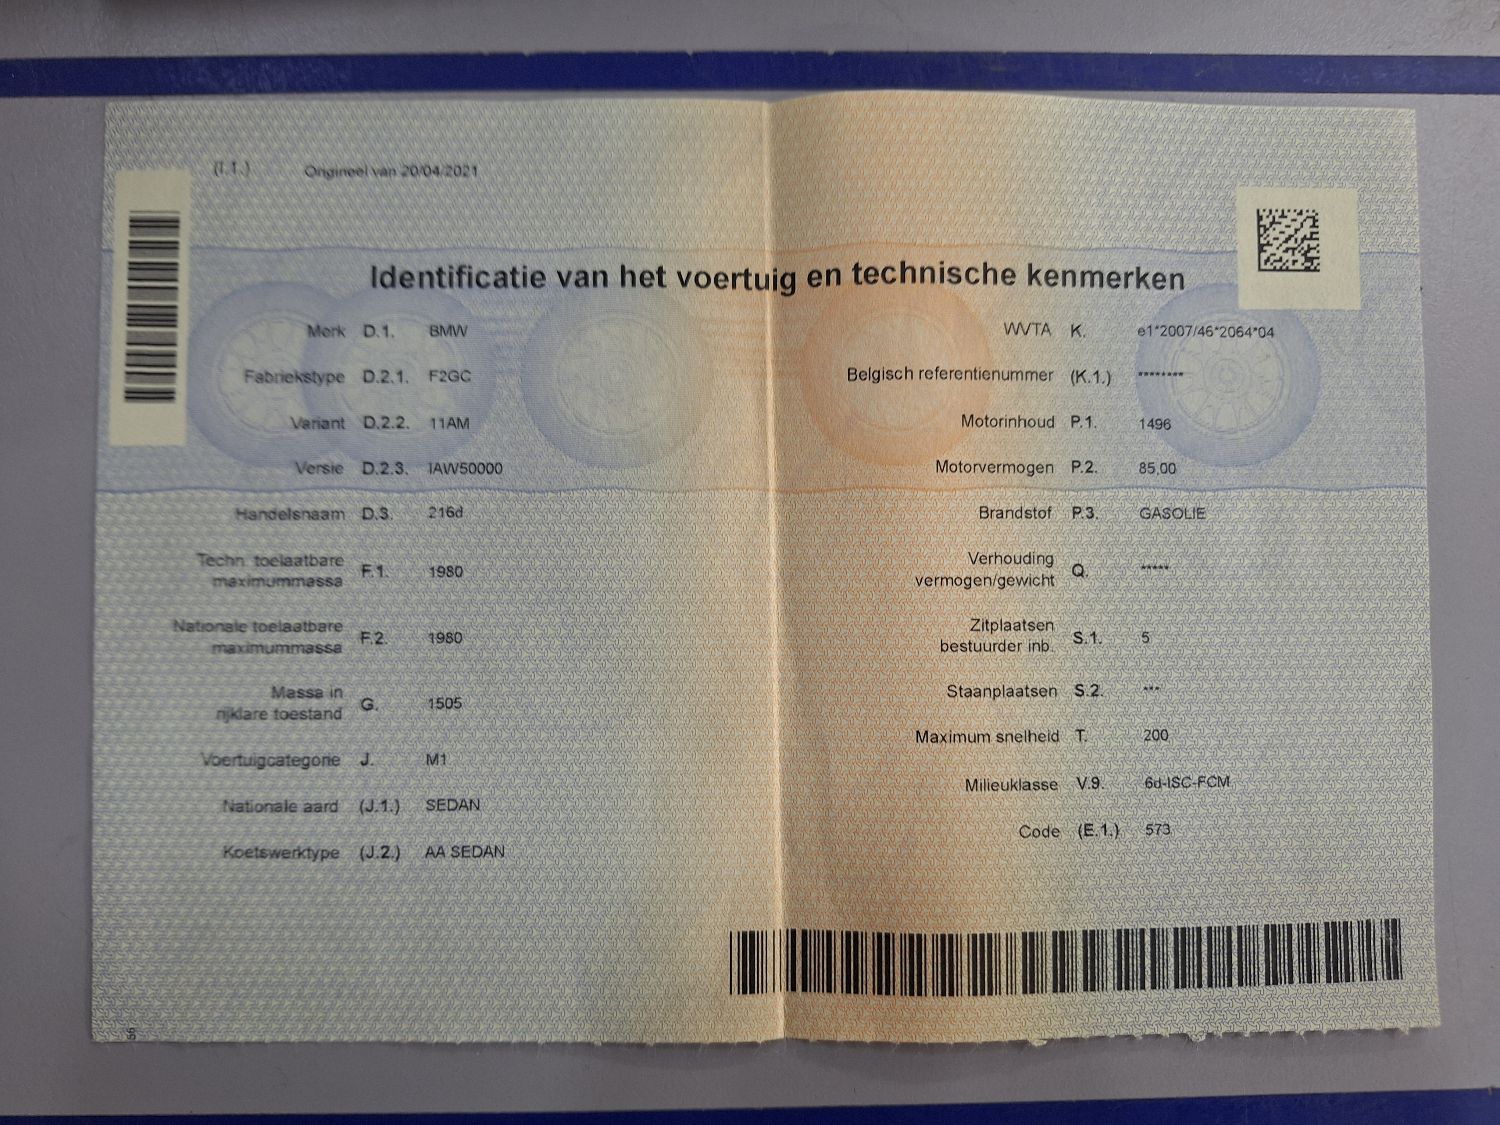 (I.1.) Origineel van 20/04/2021
Identificatie van het voertuig en technische kenmerken
Merk D.1. BMW
Fabriekstype D.2.1. F2GC
Variant D.2.2. 11AM
Versie D.2.3. IAW50000
Handelsnaam D.3. 216d
Techn. toelaatbare
maximummassa F.1. 1980
Nationale toelaatbare
maximummassa F.2. 1980
Massa in
rijklare toestand G. 1505
Voertuigcategorie J. M1
Nationale aard (J.1.) SEDAN
Koetswerktype (J.2.) AA SEDAN
WVTA K. e1*2007/46*2064*04
Belgisch referentienummer (K.1.) ********
Motorinhoud P.1. 1496
Motorvermogen P.2. 85,00
Brandstof P.3. GASOLIE
Verhouding
vermogen/gewicht Q. *****
Zitplaatsen
bestuurder inb. S.1. 5
Staanplaatsen S.2. ***
Maximum snelheid T. 200
Milieuklasse V.9. 6d-ISC-FCM
Code (E.1.) 573